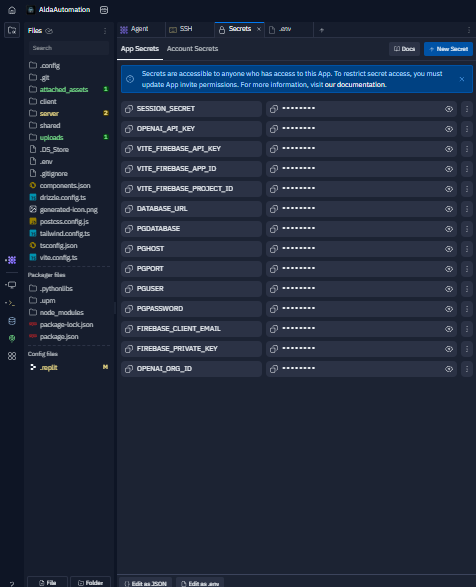 AidaAutomation
Files
Search
.config
.git
attached_assets 1
client
server 2
shared
uploads 1
.DS_Store
.env
.gitignore
components.json
drizzle.config.ts
generated-icon.png
postcss.config.js
tailwind.config.ts
tsconfig.json
vite.config.ts
Packager files
.pythonlibs
.upm
node_modules
package-lock.json
package.json
Config files
.replit M
File Folder
Agent SSH Secrets × .env +
App Secrets Account Secrets Docs + New Secret
Secrets are accessible to anyone who has access to this App. To restrict secret access, you must
update App invite permissions. For more information, visit our documentation.
SESSION_SECRET ••••••••
OPENAI_API_KEY ••••••••
VITE_FIREBASE_API_KEY ••••••••
VITE_FIREBASE_APP_ID ••••••••
VITE_FIREBASE_PROJECT_ID ••••••••
DATABASE_URL ••••••••
PGDATABASE ••••••••
PGHOST ••••••••
PGPORT ••••••••
PGUSER ••••••••
PGPASSWORD ••••••••
FIREBASE_CLIENT_EMAIL ••••••••
FIREBASE_PRIVATE_KEY ••••••••
OPENAI_ORG_ID ••••••••
{} Edit as JSON Edit as .env